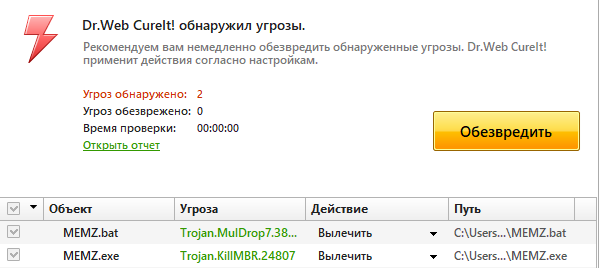 Dr.Web CureIt! обнаружил угрозы.
Рекомендуем вам немедленно обезвредить обнаруженные угрозы. Dr.Web CureIt!
применит действия согласно настройкам.
Угроз обнаружено: 2
Угроз обезврежено: 0
Время проверки: 00:00:00
Открыть отчет
Обезвредить
Объект Угроза Действие Путь
MEMZ.bat Trojan.MulDrop7.38... Вылечить C:\Users...\MEMZ.bat
MEMZ.exe Trojan.KillMBR.24807 Вылечить C:\Users...\MEMZ.exe